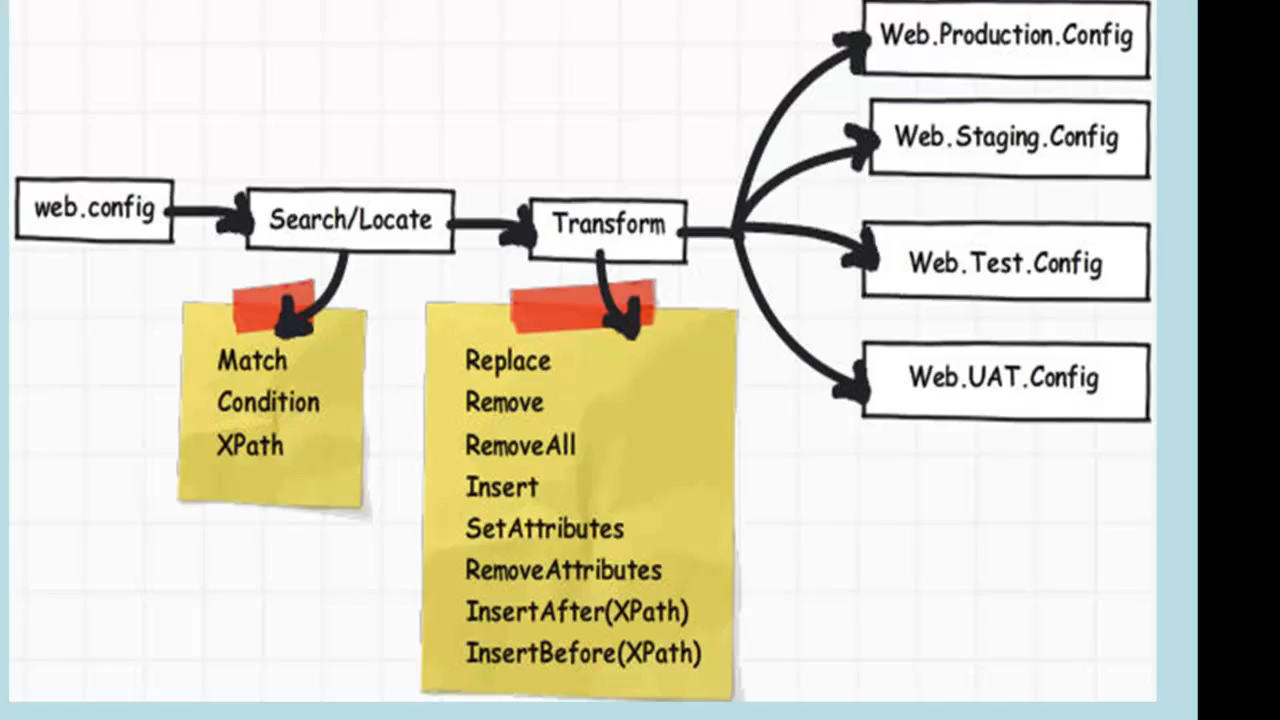 web.config
Search/Locate
Transform
Web.Production.Config
Web.Staging.Config
Web.Test.Config
Web.UAT.Config
Match
Condition
XPath
Replace
Remove
RemoveAll
Insert
SetAttributes
RemoveAttributes
InsertAfter(XPath)
InsertBefore(XPath)